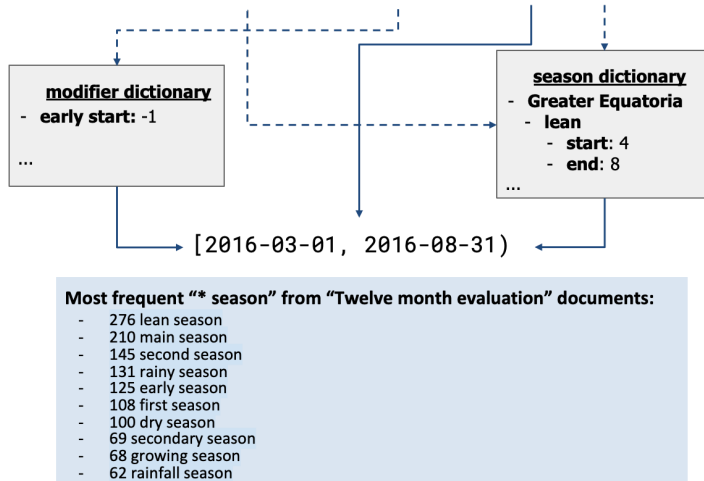 modifier dictionary
- early start: -1
...
season dictionary
- Greater Equatoria
- lean
- start: 4
- end: 8
...
[2016-03-01, 2016-08-31)
Most frequent “* season” from “Twelve month evaluation” documents:
- 276 lean season
- 210 main season
- 145 second season
- 131 rainy season
- 125 early season
- 108 first season
- 100 dry season
- 69 secondary season
- 68 growing season
- 62 rainfall season